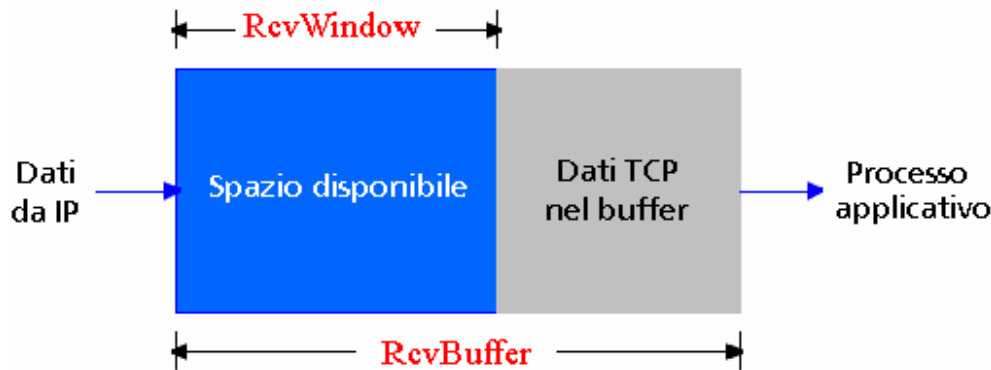 RcvWindow
Dati
da IP
Spazio disponibile
Dati TCP
nel buffer
Processo
applicativo
RcvBuffer